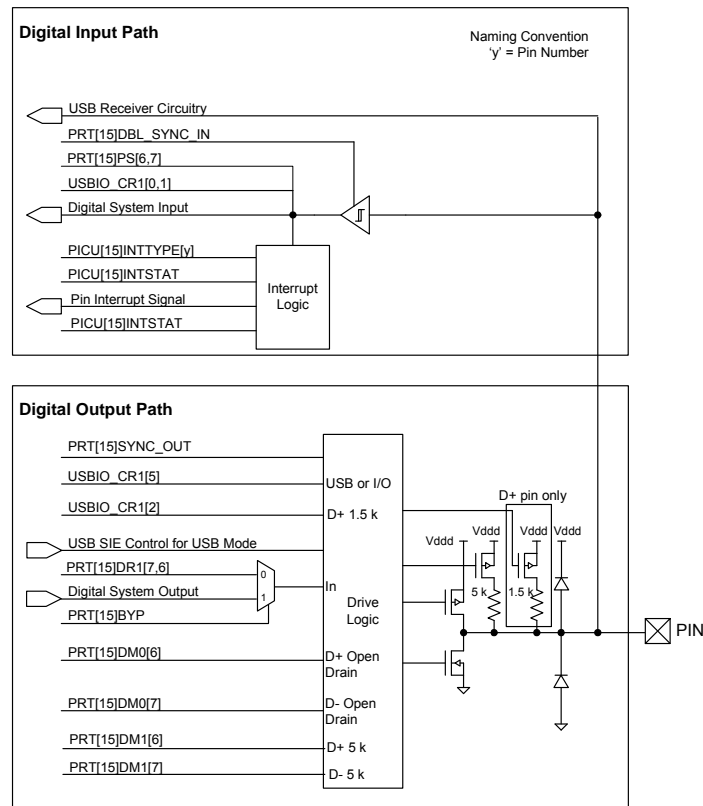 Digital Input Path
Naming Convention
'y' = Pin Number
USB Receiver Circuitry
PRT[15]DBL_SYNC_IN
PRT[15]PS[6,7]
USBIO_CR1[0,1]
Digital System Input
PICU[15]INTTYPE[y]
PICU[15]INTSTAT
Pin Interrupt Signal
PICU[15]INTSTAT
Interrupt
Logic
Digital Output Path
PRT[15]SYNC_OUT
USBIO_CR1[5]
USB or I/O
USBIO_CR1[2]
D+ 1.5 k
D+ pin only
Vddd
Vddd
Vddd
Vddd
USB SIE Control for USB Mode
PRT[15]DR1[7,6]
0
In
Digital System Output
1
Drive
Logic
5 k
1.5 k
PRT[15]BYP
PIN
PRT[15]DM0[6]
D+ Open
Drain
PRT[15]DM0[7]
D- Open
Drain
PRT[15]DM1[6]
D+ 5 k
PRT[15]DM1[7]
D- 5 k